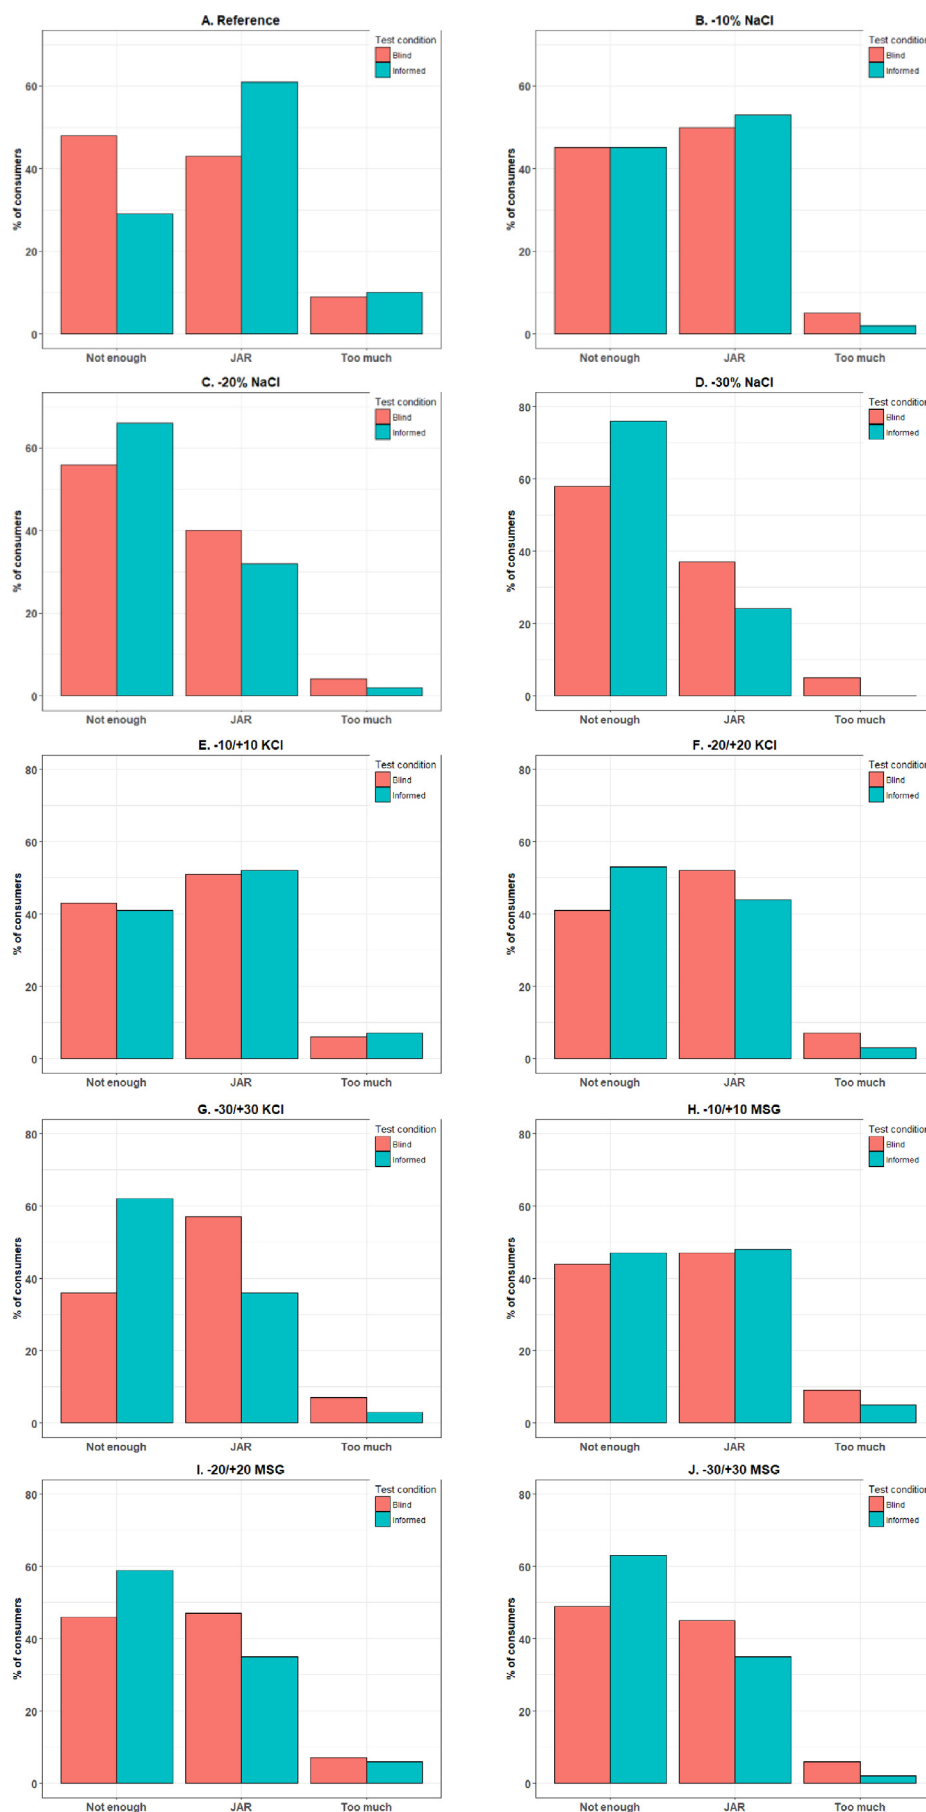 A. Reference
Test condition
Blind
Informed
60
40
20
0
% of consumers
Not enough JAR Too much
B. -10% NaCl
Test condition
Blind
Informed
60
40
20
0
% of consumers
Not enough JAR Too much
C. -20% NaCl
Test condition
Blind
Informed
60
40
20
0
% of consumers
Not enough JAR Too much
D. -30% NaCl
Test condition
Blind
Informed
80
60
40
20
0
% of consumers
Not enough JAR Too much
E. -10/+10 KCl
Test condition
Blind
Informed
80
60
40
20
0
% of consumers
Not enough JAR Too much
F. -20/+20 KCl
Test condition
Blind
Informed
80
60
40
20
0
% of consumers
Not enough JAR Too much
G. -30/+30 KCl
Test condition
Blind
Informed
80
60
40
20
0
% of consumers
Not enough JAR Too much
H. -10/+10 MSG
Test condition
Blind
Informed
80
60
40
20
0
% of consumers
Not enough JAR Too much
I. -20/+20 MSG
Test condition
Blind
Informed
80
60
40
20
0
% of consumers
Not enough JAR Too much
J. -30/+30 MSG
Test condition
Blind
Informed
80
60
40
20
0
% of consumers
Not enough JAR Too much